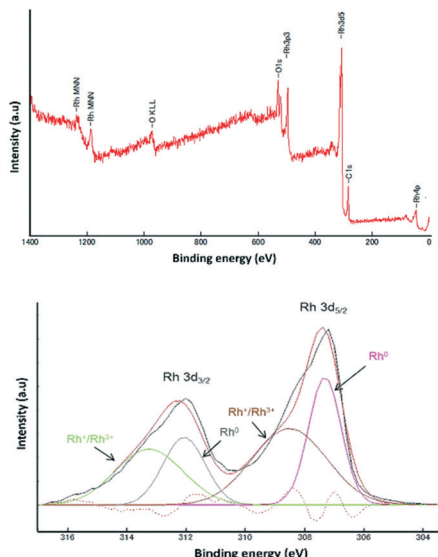 Rh MNN
Rh MNN
O KLL
O1s
Rh3p3
Rh3d5
C1s
Rh4p
Intensity (a.u)
1400 1200 1000 800 600 400 200 0
Binding energy (eV)
Rh 3d5/2
Rh 3d3/2
Rh⁰
Rh⁺/Rh³⁺
Rh⁺/Rh³⁺
Rh⁰
Intensity (a.u)
316 314 312 310 308 306 304
Binding energy (eV)